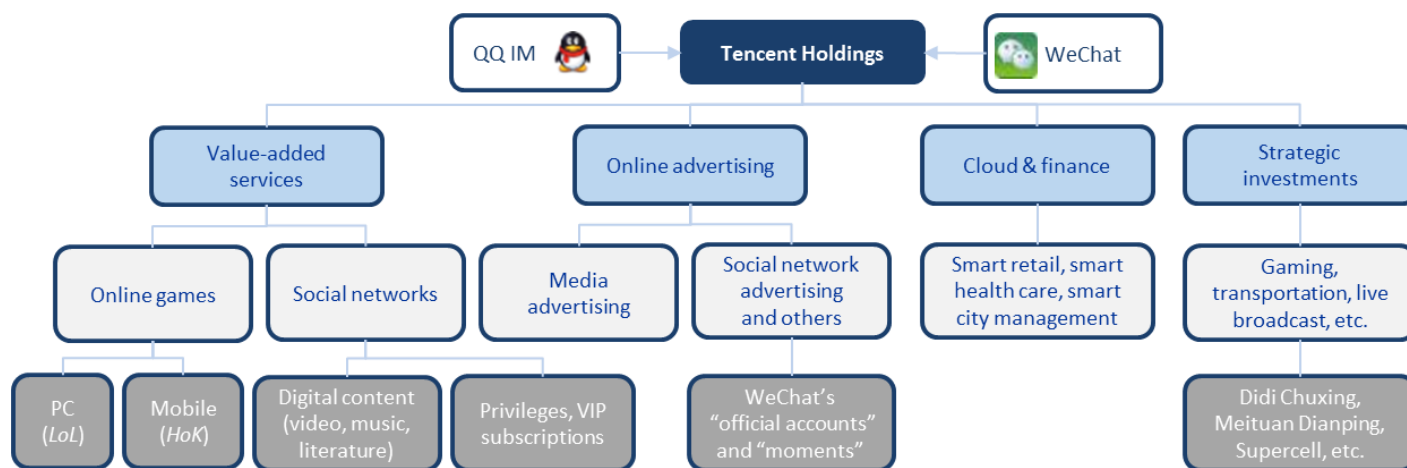 QQ IM
Tencent Holdings
WeChat
Value-added
services
Online advertising
Cloud & finance
Strategic
investments
Online games
Social networks
Media
advertising
Social network
advertising
and others
Smart retail, smart
health care, smart
city management
Gaming,
transportation, live
broadcast, etc.
PC
(LoL)
Mobile
(HoK)
Digital content
(video, music,
literature)
Privileges, VIP
subscriptions
WeChat’s
“official accounts”
and “moments”
Didi Chuxing,
Meituan Dianping,
Supercell, etc.